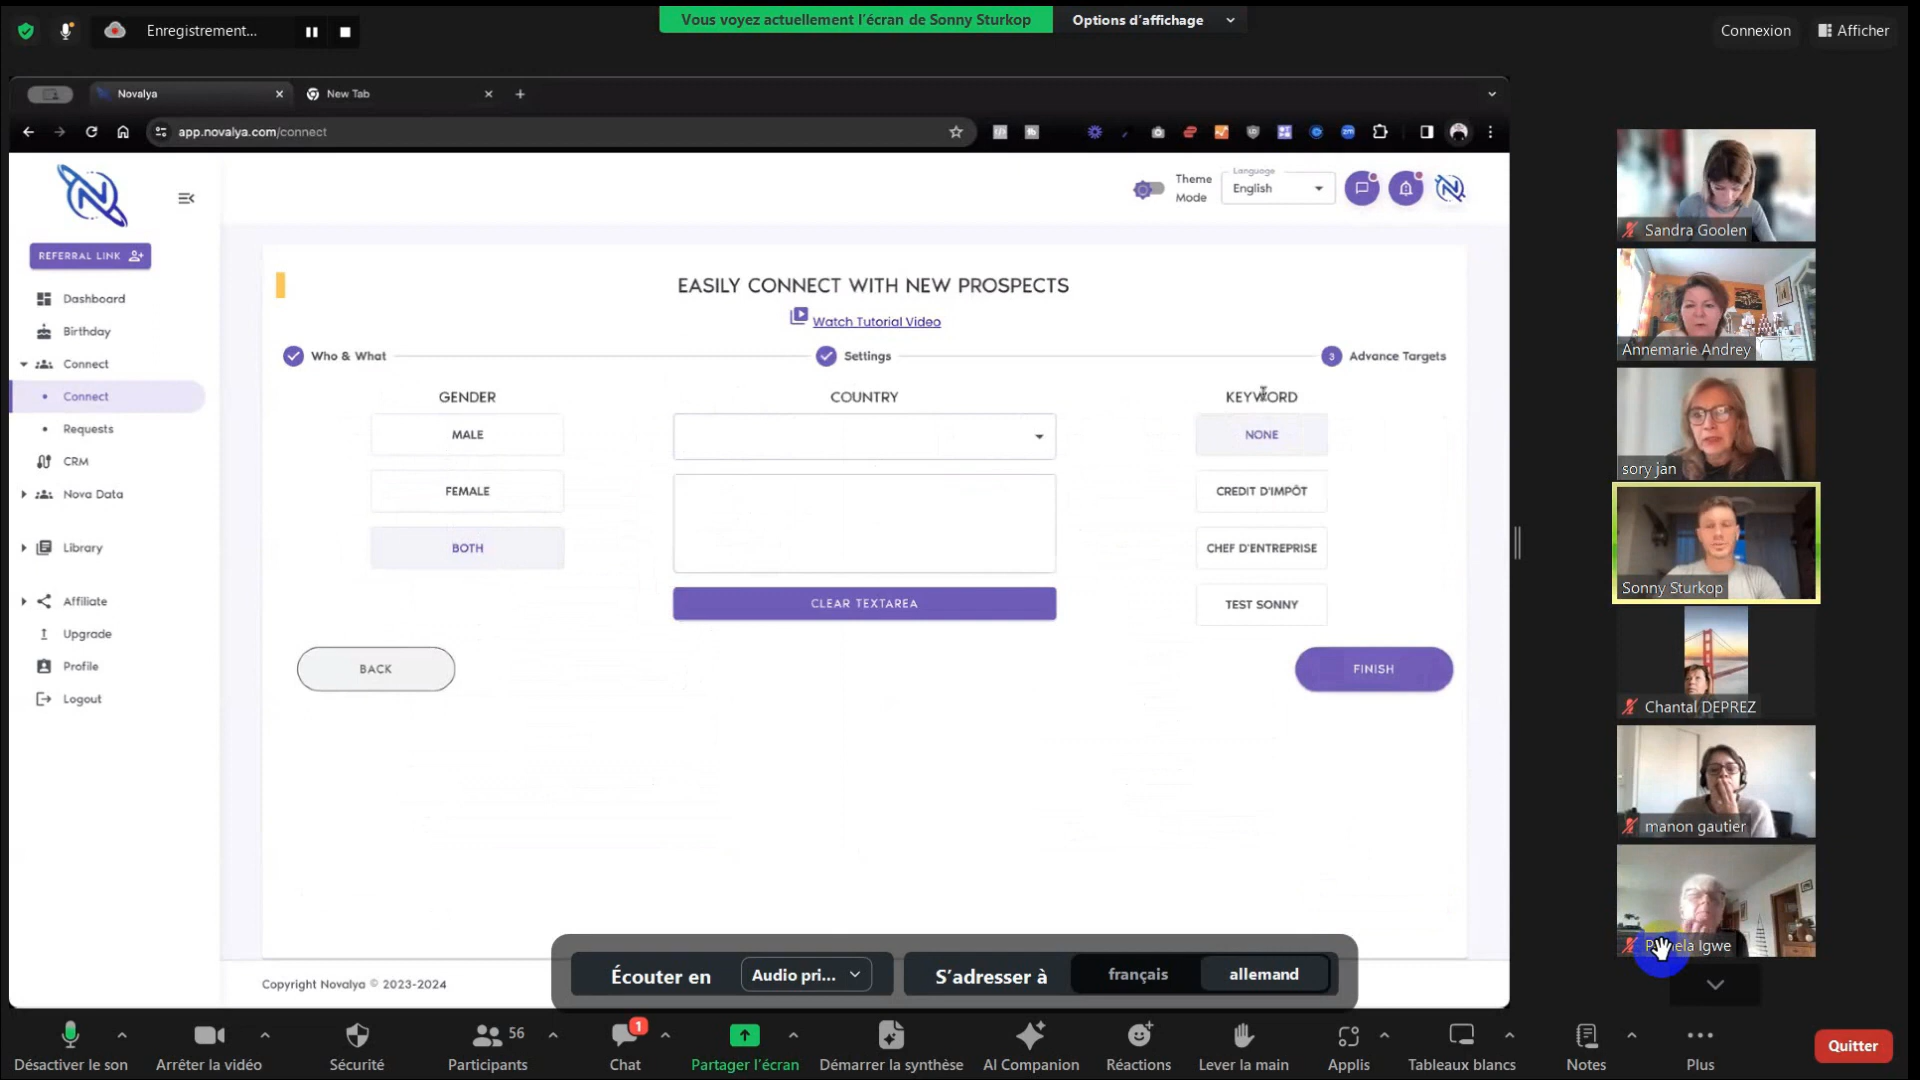 Enregistrement...
Vous voyez actuellement l'écran de Sonny Sturkop
Options d'affichage
Connexion
Afficher
Novalya
New Tab
app.novalya.com/connect
N
REFERRAL LINK
Dashboard
Birthday
Connect
Connect
Requests
CRM
Nova Data
Library
Affiliate
Upgrade
Profile
Logout
Theme
Mode
Language
English
EASILY CONNECT WITH NEW PROSPECTS
Watch Tutorial Video
Who & What
Settings
3
Advance Targets
GENDER
MALE
FEMALE
BOTH
COUNTRY
CLEAR TEXTAREA
KEYWORD
NONE
CREDIT D'IMPÔT
CHEF D'ENTREPRISE
TEST SONNY
BACK
FINISH
Copyright Novalya © 2023-2024
Écouter en
Audio pri...
S'adresser à
français
allemand
Sandra Goolen
Annemarie Andrey
sory jan
Sonny Sturkop
Chantal DEPREZ
manon gautier
Igwe
Désactiver le son
Arrêter la vidéo
Sécurité
56
Participants
1
Chat
Partager l'écran
Démarrer la synthèse
AI Companion
Réactions
Lever la main
Applis
Tableaux blancs
Notes
Plus
Quitter